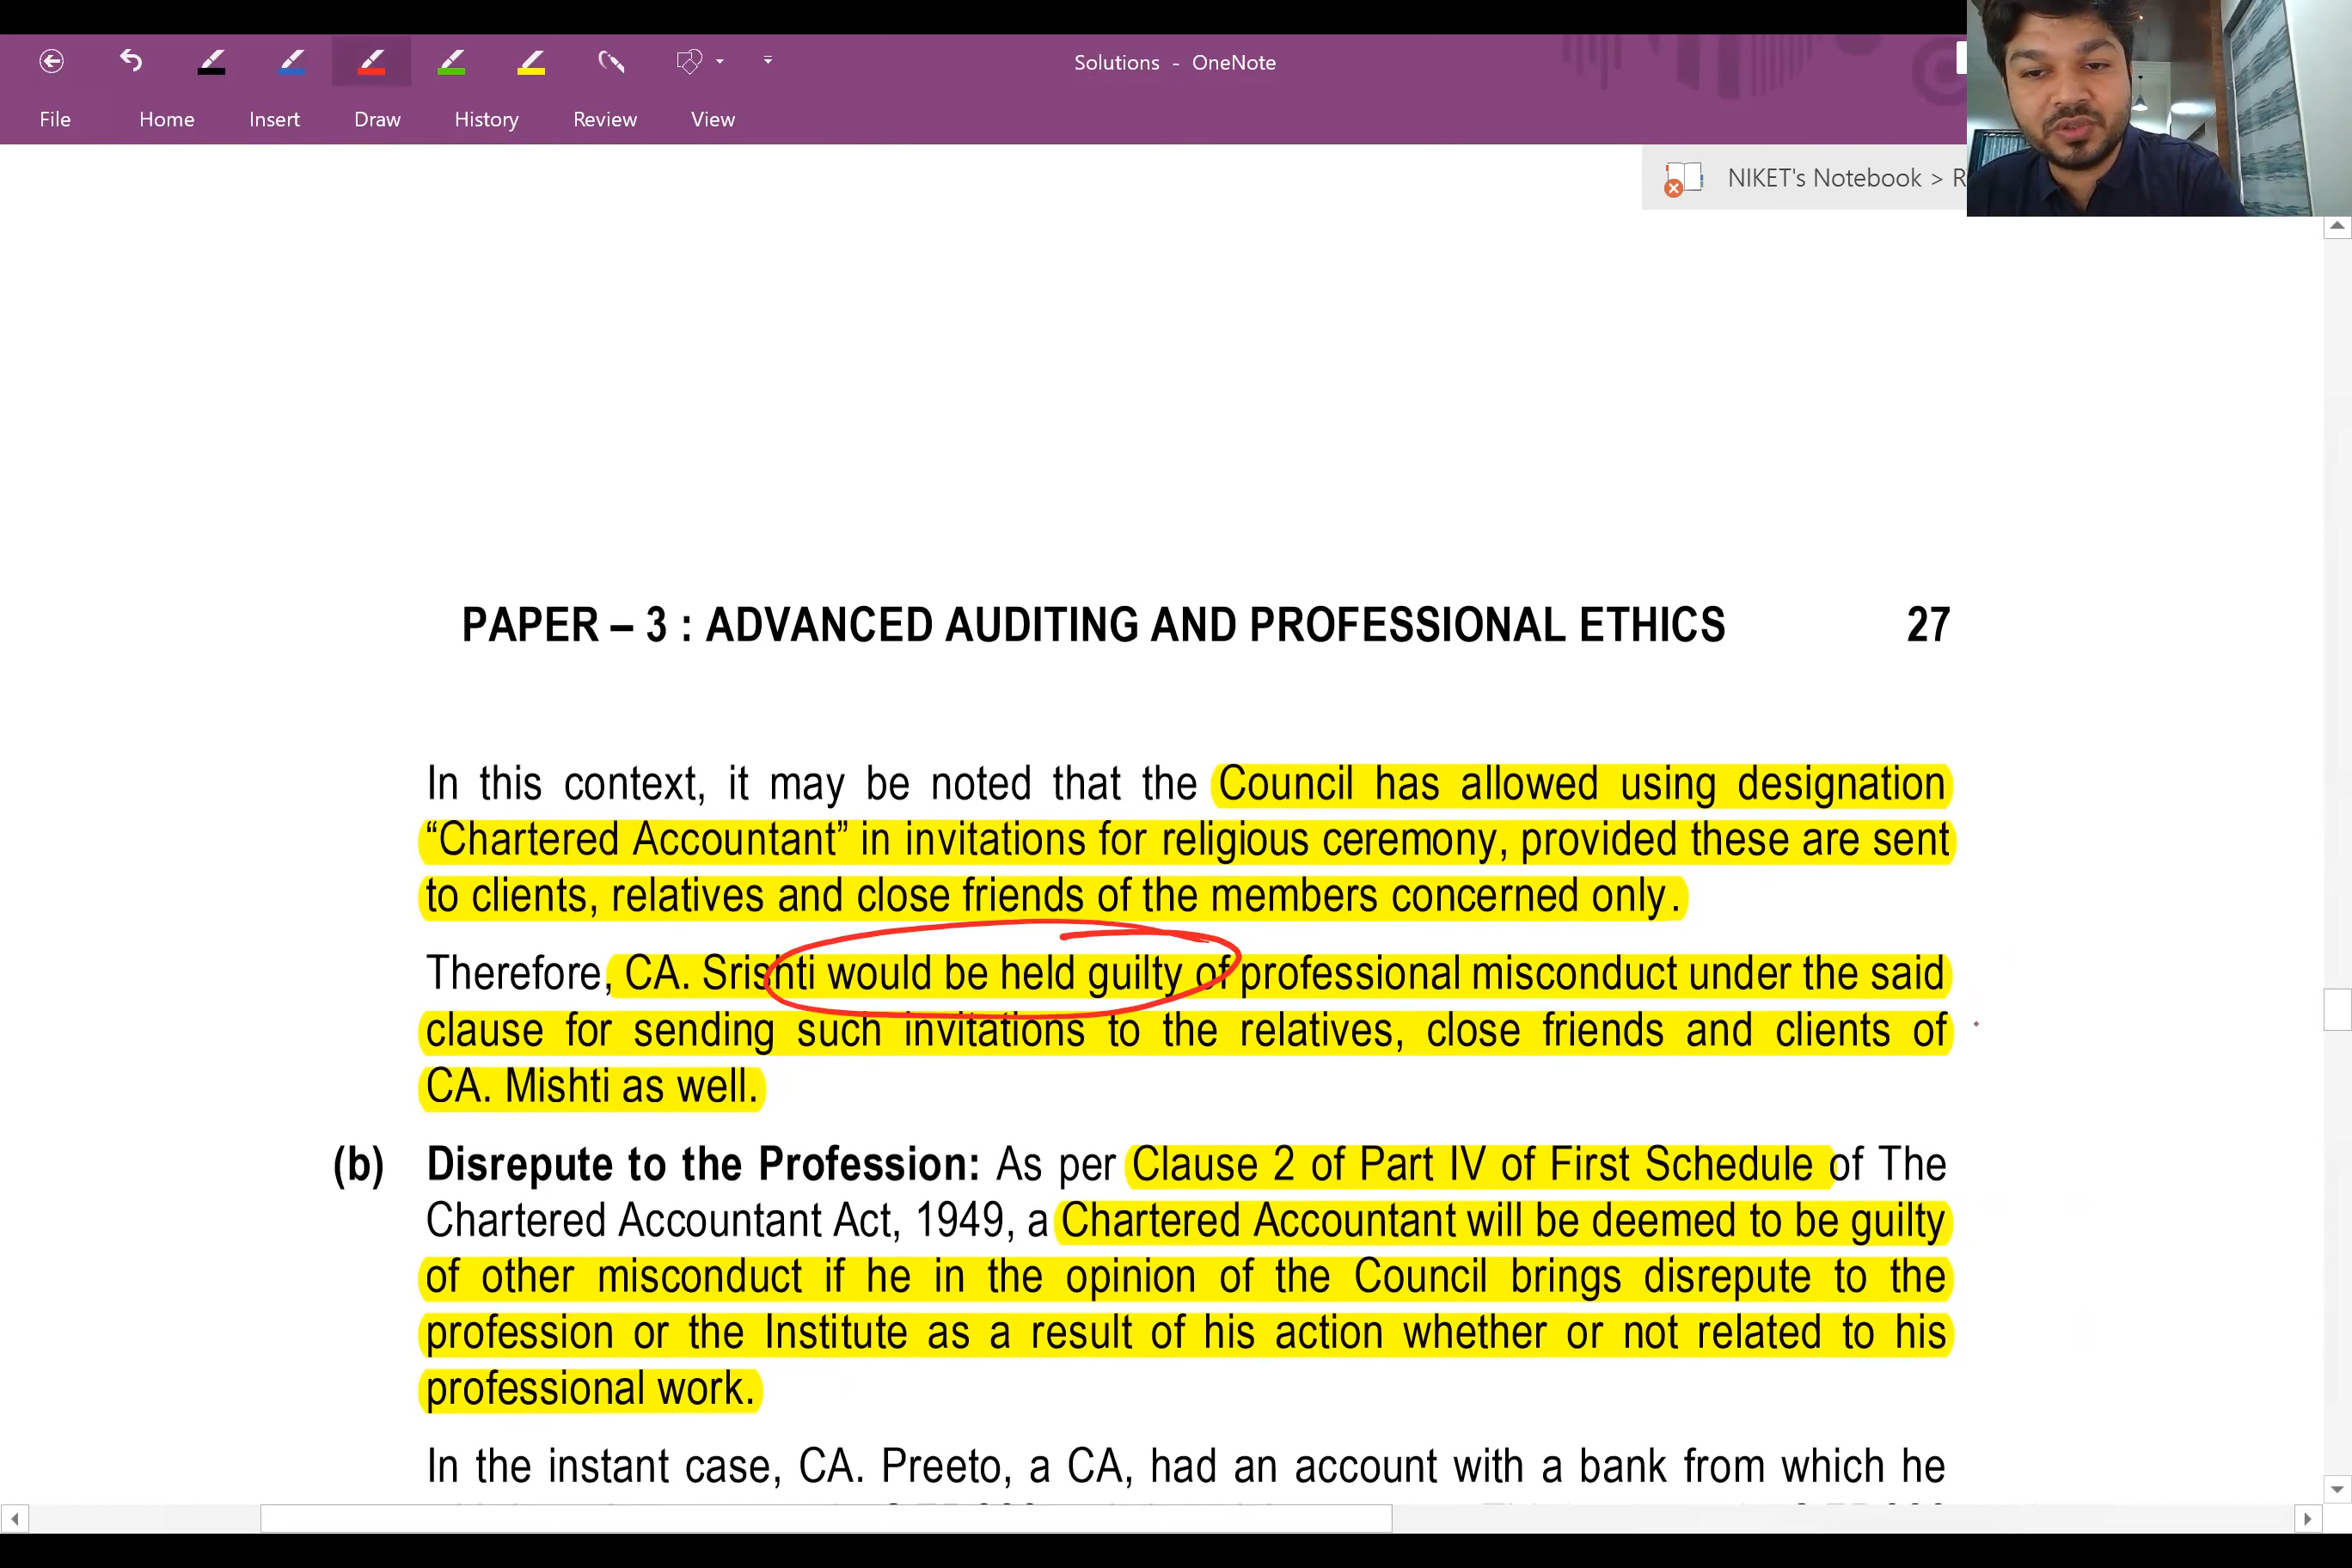 Solutions - OneNote
File Home Insert Draw History Review View
NIKET's Notebook >
PAPER – 3 : ADVANCED AUDITING AND PROFESSIONAL ETHICS 27
In this context, it may be noted that the Council has allowed using designation
“Chartered Accountant” in invitations for religious ceremony, provided these are sent
to clients, relatives and close friends of the members concerned only.
Therefore, CA. Srishti would be held guilty of professional misconduct under the said
clause for sending such invitations to the relatives, close friends and clients of
CA. Mishti as well.
(b) Disrepute to the Profession: As per Clause 2 of Part IV of First Schedule of The
Chartered Accountant Act, 1949, a Chartered Accountant will be deemed to be guilty
of other misconduct if he in the opinion of the Council brings disrepute to the
profession or the Institute as a result of his action whether or not related to his
professional work.
In the instant case, CA. Preeto, a CA, had an account with a bank from which he